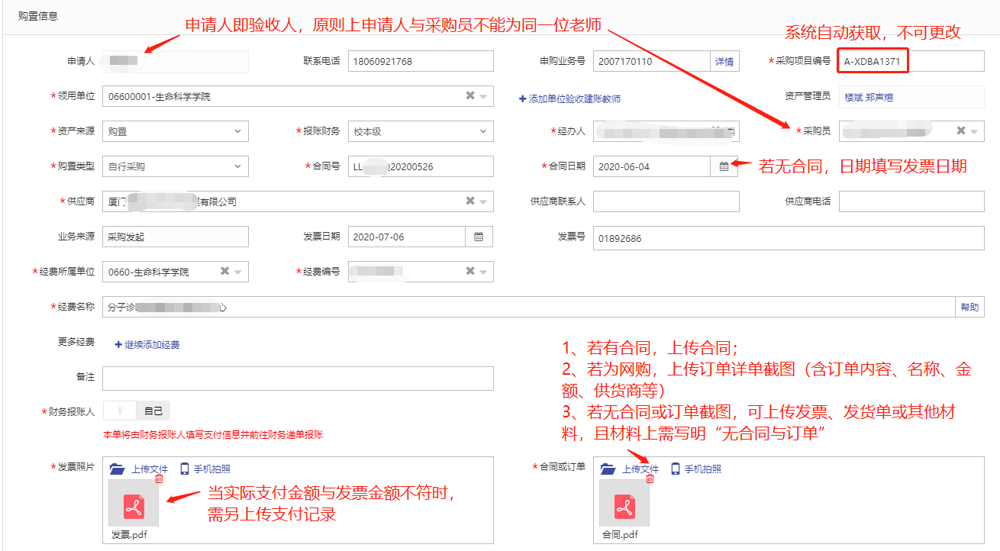 购置信息
申请人即验收人，原则上申请人与采购员不能为同一位老师
系统自动获取，不可更改
申请人
联系电话 18060921768
申购业务号 2007170110 详情
*采购项目编号 A-XDBA1371
*领用单位 06600001-生命科学学院
添加单位验收建账教师
资产管理员 楼斌 郑声煊
*资产来源 购置
*报账财务 校本级
*经办人
*采购员
*购置类型 自行采购
*合同号 LL 20200526
*合同日期 2020-06-04
若无合同，日期填写发票日期
*供应商 厦门 有限公司
供应商联系人
供应商电话
业务来源 采购发起
发票日期 2020-07-06
发票号 01892686
*经费所属单位 0660-生命科学学院
*经费编号
*经费名称 分子诊 心 帮助
更多经费 继续添加经费
备注
1、若有合同，上传合同；
2、若为网购，上传订单详单截图（含订单内容、名称、金
额、供货商等）
3、若无合同或订单截图，可上传发票、发货单或其他材
料，且材料上需写明“无合同与订单”
*财务报账人 自己
本单将由财务报账人填写支付信息并前往财务递单报账
*发票照片 上传文件 手机拍照
发票.pdf
当实际支付金额与发票金额不符时，
需另上传支付记录
*合同或订单 上传文件 手机拍照
合同.pdf